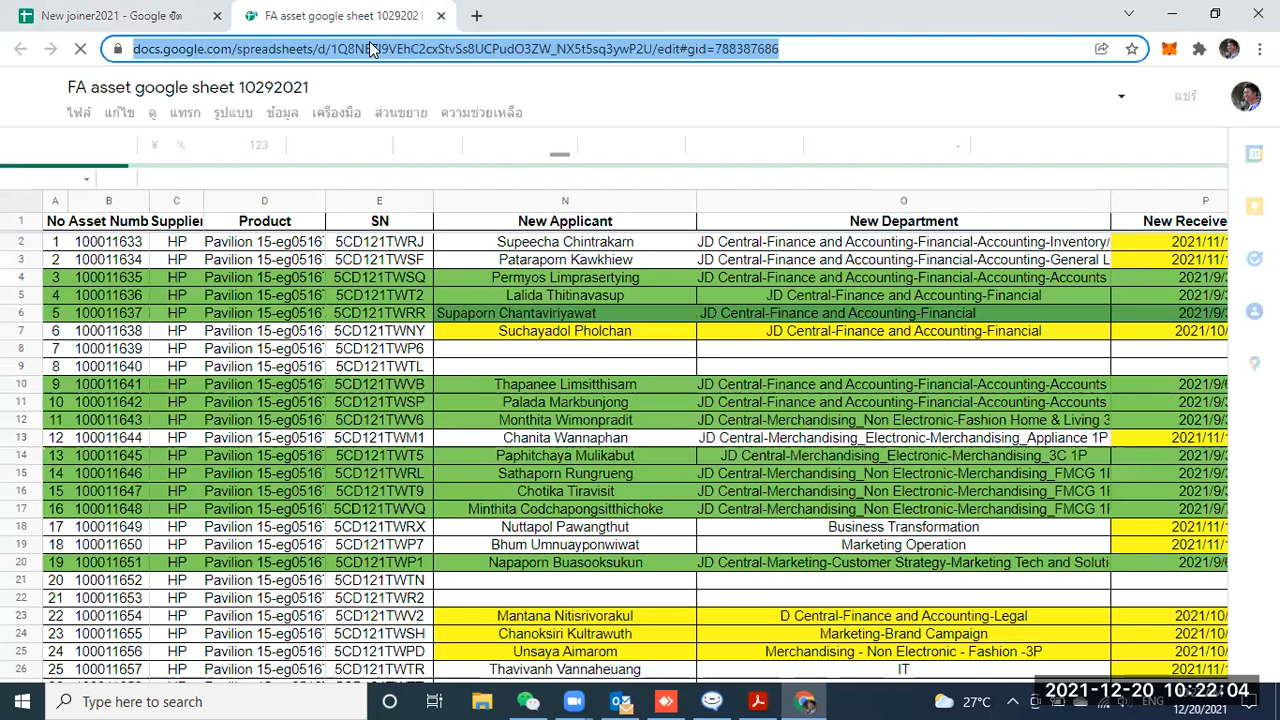 New joiner2021 - Google ชีต
FA asset google sheet 10292021
docs.google.com/spreadsheets/d/1Q8NE
9VEhC2cxStvSs8UCPudO3ZW_NX5t5sq3ywP2U/edit#gid=788387686
FA asset google sheet 10292021
ไฟล์ แก้ไข ดู แทรก รูปแบบ ข้อมูล เครื่องมือ ส่วนขยาย ความช่วยเหลือ
แชร์
¥ % 123
A B C D E N O P
1 No Asset Numb Supplier Product SN New Applicant New Department New Receive
2 1 100011633 HP Pavilion 15-eg0516 5CD121TWRJ Supeecha Chintrakarn JD Central-Finance and Accounting-Financial-Accounting-Inventory/ 2021/11/
3 2 100011634 HP Pavilion 15-eg0516 5CD121TWSF Pataraporn Kawkhiew JD Central-Finance and Accounting-Financial-Accounting-General L 2021/11/
4 3 100011635 HP Pavilion 15-eg0516 5CD121TWSQ Permyos Limprasertying JD Central-Finance and Accounting-Financial-Accounting-Accounts 2021/9/
5 4 100011636 HP Pavilion 15-eg0516 5CD121TWT2 Lalida Thitinavasup JD Central-Finance and Accounting-Financial 2021/9/
6 5 100011637 HP Pavilion 15-eg0516 5CD121TWRR Supaporn Chantaviriyawat JD Central-Finance and Accounting-Financial 2021/9/
7 6 100011638 HP Pavilion 15-eg0516 5CD121TWNY Suchayadol Pholchan JD Central-Finance and Accounting-Financial 2021/10/
8 7 100011639 HP Pavilion 15-eg0516 5CD121TWP6
9 8 100011640 HP Pavilion 15-eg0516 5CD121TWTL
10 9 100011641 HP Pavilion 15-eg0516 5CD121TWVB Thapanee Limsitthisarn JD Central-Finance and Accounting-Financial-Accounting-Accounts 2021/9/
11 10 100011642 HP Pavilion 15-eg0516 5CD121TWSP Palada Markbunjong JD Central-Finance and Accounting-Financial-Accounting-Accounts 2021/9/
12 11 100011643 HP Pavilion 15-eg0516 5CD121TWV6 Monthita Wimonpradit JD Central-Merchandising_Non Electronic-Fashion Home & Living 3 2021/9/
13 12 100011644 HP Pavilion 15-eg0516 5CD121TWM1 Chanita Wannaphan JD Central-Merchandising_Electronic-Merchandising_Appliance 1P 2021/11/
14 13 100011645 HP Pavilion 15-eg0516 5CD121TWT5 Paphitchaya Mulikabut JD Central-Merchandising_Electronic-Merchandising_3C 1P 2021/9/
15 14 100011646 HP Pavilion 15-eg0516 5CD121TWRL Sathaporn Rungrueng JD Central-Merchandising_Non Electronic-Merchandising_FMCG 1P 2021/9/
16 15 100011647 HP Pavilion 15-eg0516 5CD121TWT9 Chotika Tiravisit JD Central-Merchandising_Non Electronic-Merchandising_FMCG 1P 2021/9/
17 16 100011648 HP Pavilion 15-eg0516 5CD121TWVQ Minthita Codchapongsitthichoke JD Central-Merchandising_Non Electronic-Merchandising_FMCG 1P 2021/9/
18 17 100011649 HP Pavilion 15-eg0516 5CD121TWRX Nuttapol Pawangthut Business Transformation 2021/11/
19 18 100011650 HP Pavilion 15-eg0516 5CD121TWP7 Bhum Umnuayponwiwat Marketing Operation 2021/11/
20 19 100011651 HP Pavilion 15-eg0516 5CD121TWP1 Napaporn Buasooksukun JD Central-Marketing-Customer Strategy-Marketing Tech and Soluti 2021/9/
21 20 100011652 HP Pavilion 15-eg0516 5CD121TWTN
22 21 100011653 HP Pavilion 15-eg0516 5CD121TWR2
23 22 100011654 HP Pavilion 15-eg0516 5CD121TWV2 Mantana Nitisrivorakul D Central-Finance and Accounting-Legal 2021/10/
24 23 100011655 HP Pavilion 15-eg0516 5CD121TWSH Chanoksiri Kultrawuth Marketing-Brand Campaign 2021/10/
25 24 100011656 HP Pavilion 15-eg0516 5CD121TWPD Unsaya Aimarom Merchandising - Non Electronic - Fashion -3P 2021/10/
26 25 100011657 HP Pavilion 15-eg0516 5CD121TWTR Thavivanh Vannaheuang IT 2021/11/
Type here to search
27°C
ENG
2021-12-20 10:22:04
12/20/2021